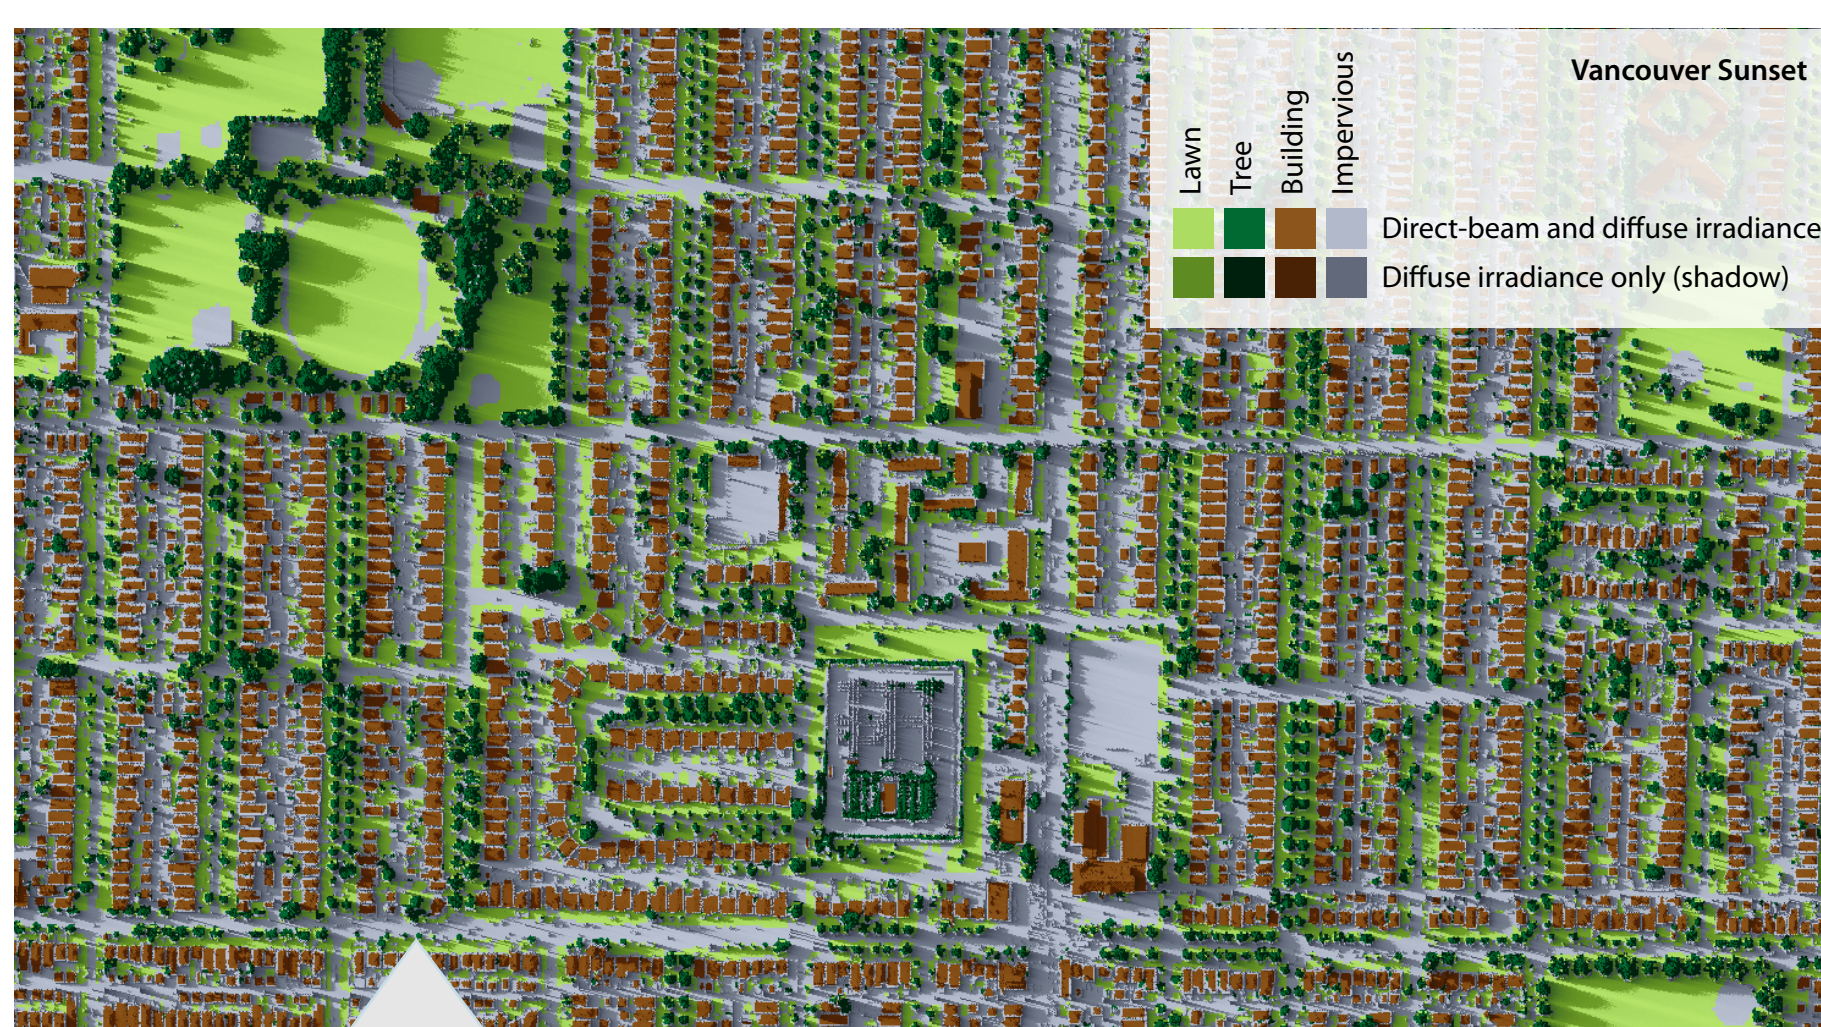 Vancouver Sunset
Lawn
Tree
Building
Impervious
Direct-beam and diffuse irradiance
Diffuse irradiance only (shadow)